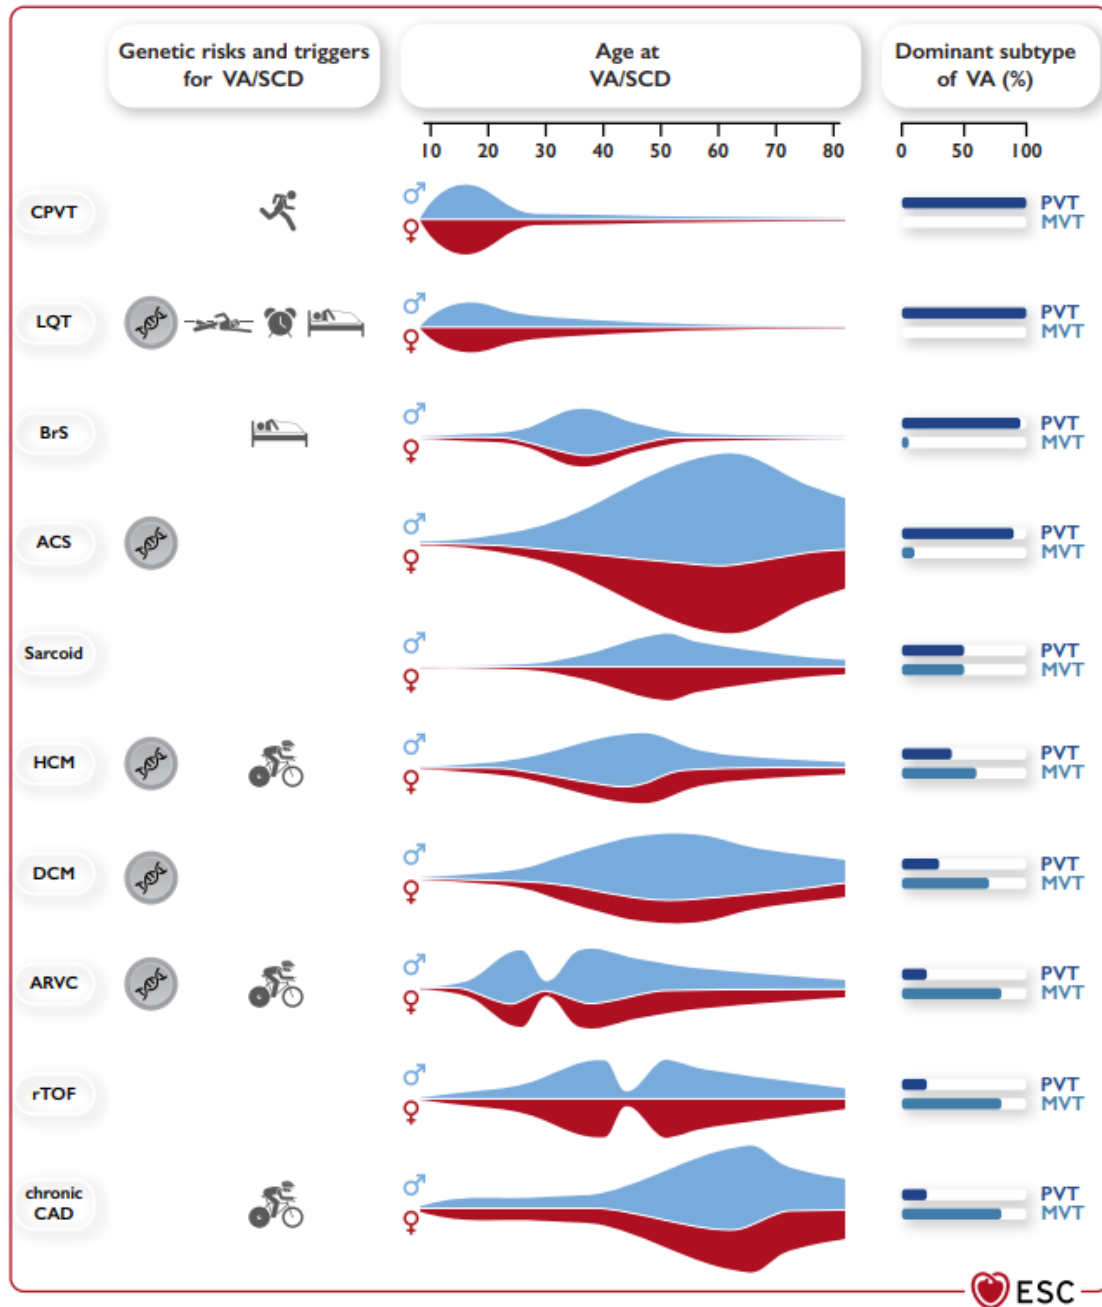 Genetic risks and triggers
for VA/SCD
Age at
VA/SCD
Dominant subtype
of VA (%)
10 20 30 40 50 60 70 80
0 50 100
CPVT
♂
♀
PVT
MVT
LQT
♂
♀
PVT
MVT
BrS
♂
♀
PVT
MVT
ACS
♂
♀
PVT
MVT
Sarcoid
♂
♀
PVT
MVT
HCM
♂
♀
PVT
MVT
DCM
♂
♀
PVT
MVT
ARVC
♂
♀
PVT
MVT
rTOF
♂
♀
PVT
MVT
chronic
CAD
♂
♀
PVT
MVT
ESC